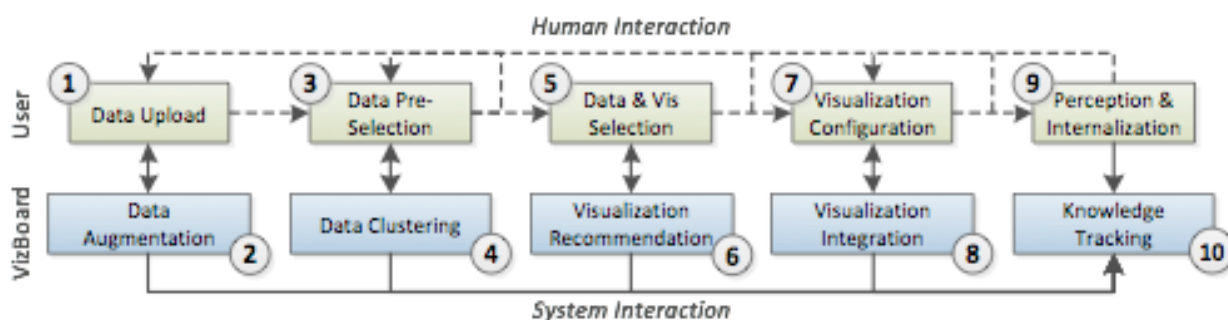 Human Interaction
User
1
Data Upload
3
Data Pre-
Selection
5
Data & Vis
Selection
7
Visualization
Configuration
9
Perception &
Internalization
VizBoard
Data
Augmentation
2
Data Clustering
4
Visualization
Recommendation
6
Visualization
Integration
8
Knowledge
Tracking
10
System Interaction